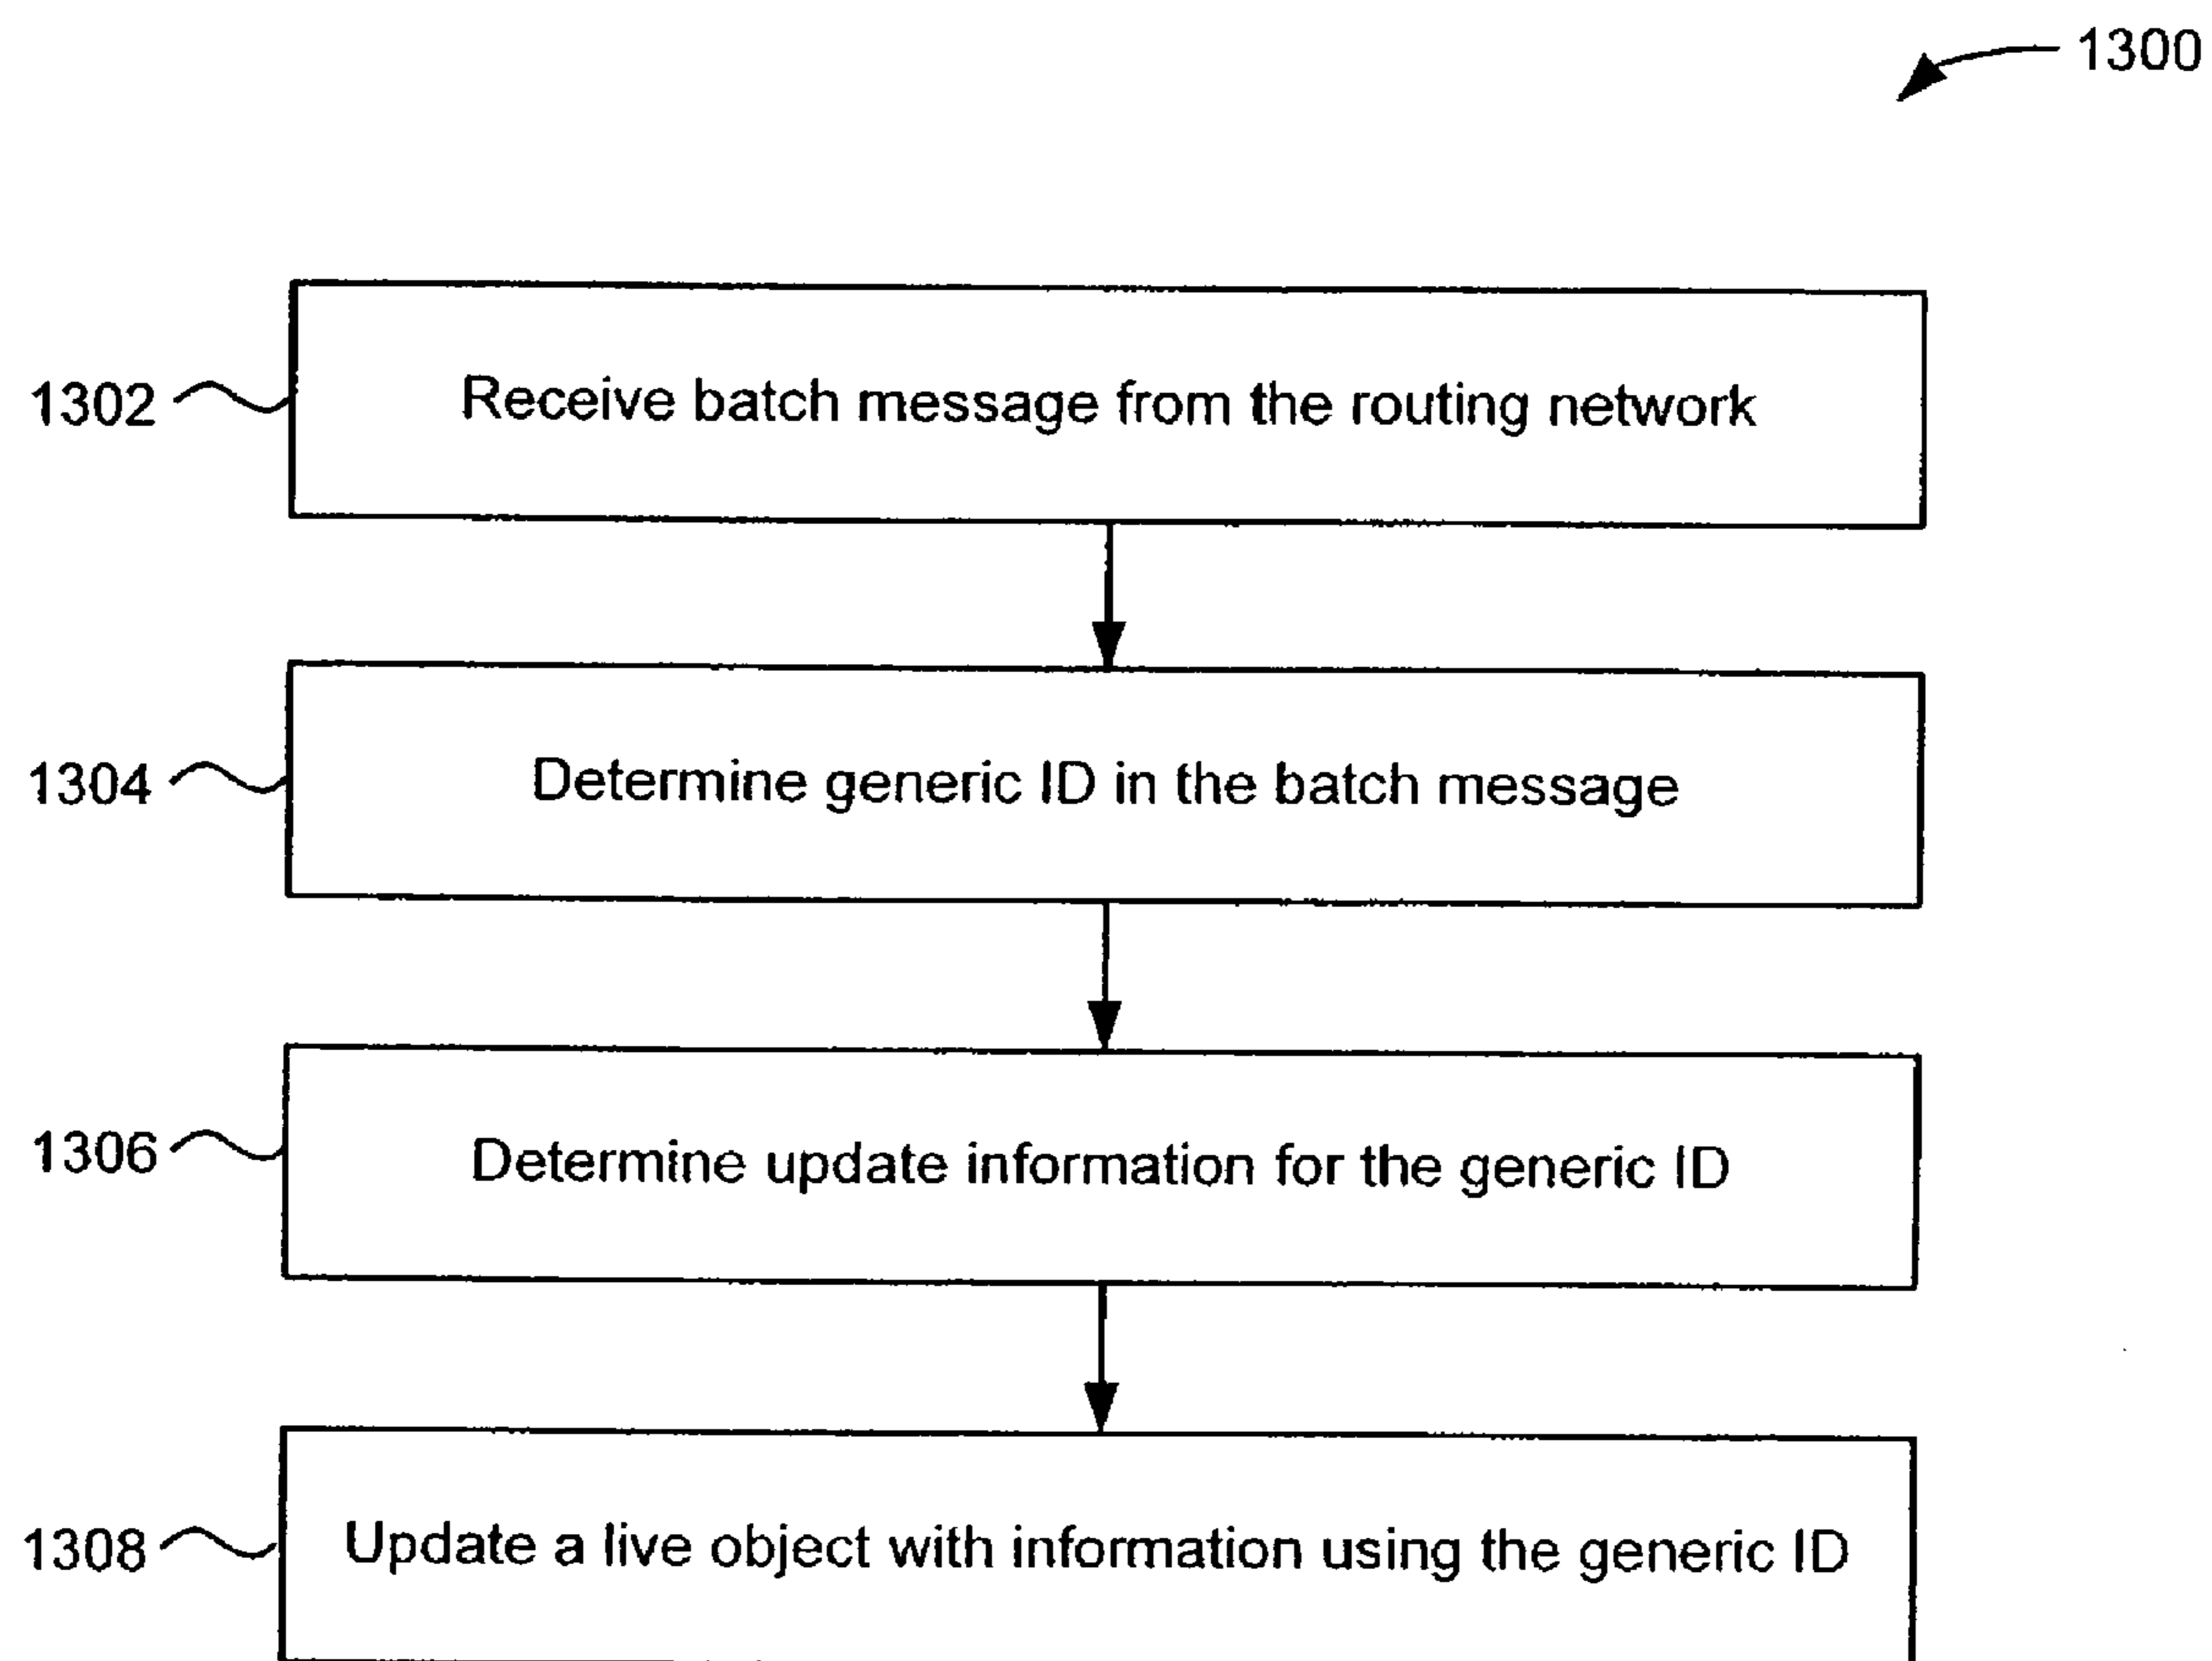 1300
1302 Receive batch message from the routing network
1304 Determine generic ID in the batch message
1306 Determine update information for the generic ID
1308 Update a live object with information using the generic ID